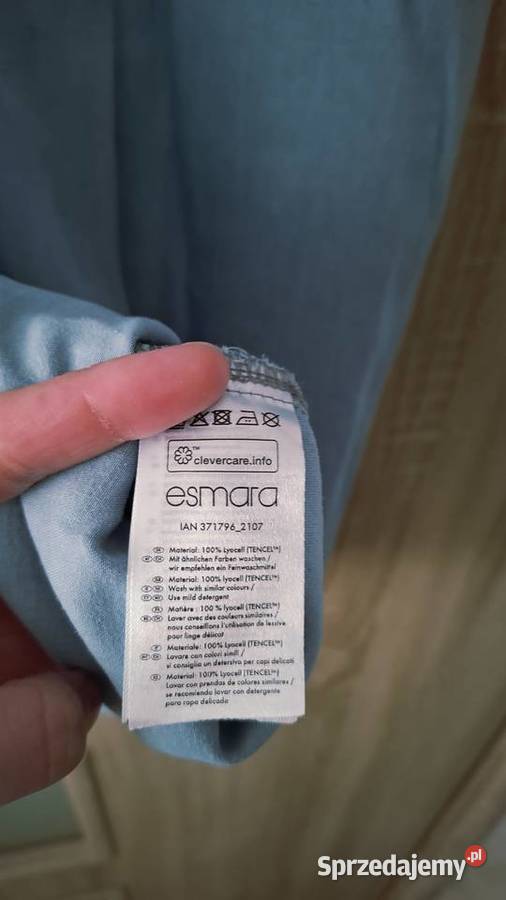 clevercare.info
esmara
IAN 371796_2107
Material: 100% Lyocell (TENCEL™)
Mit ähnlichen Farben waschen /
wir empfehlen ein Feinwaschmittel
Material: 100% lyocell (TENCEL™)
Wash with similar colours /
Use mild detergent
Matière : 100 % lyocell (TENCEL™)
Laver avec des couleurs similaires /
nous conseillons l'utilisation de lessive
pour linge délicat
Materiale: 100% Lyocell (TENCEL™)
Lavare con colori simili /
si consiglia un detersivo per capi delicati
Material: 100% Lyocell (TENCEL™)
Lavar con prendas de colores similares /
se recomienda lavar con detergente
para ropa delicada
Sprzedajemy.pl